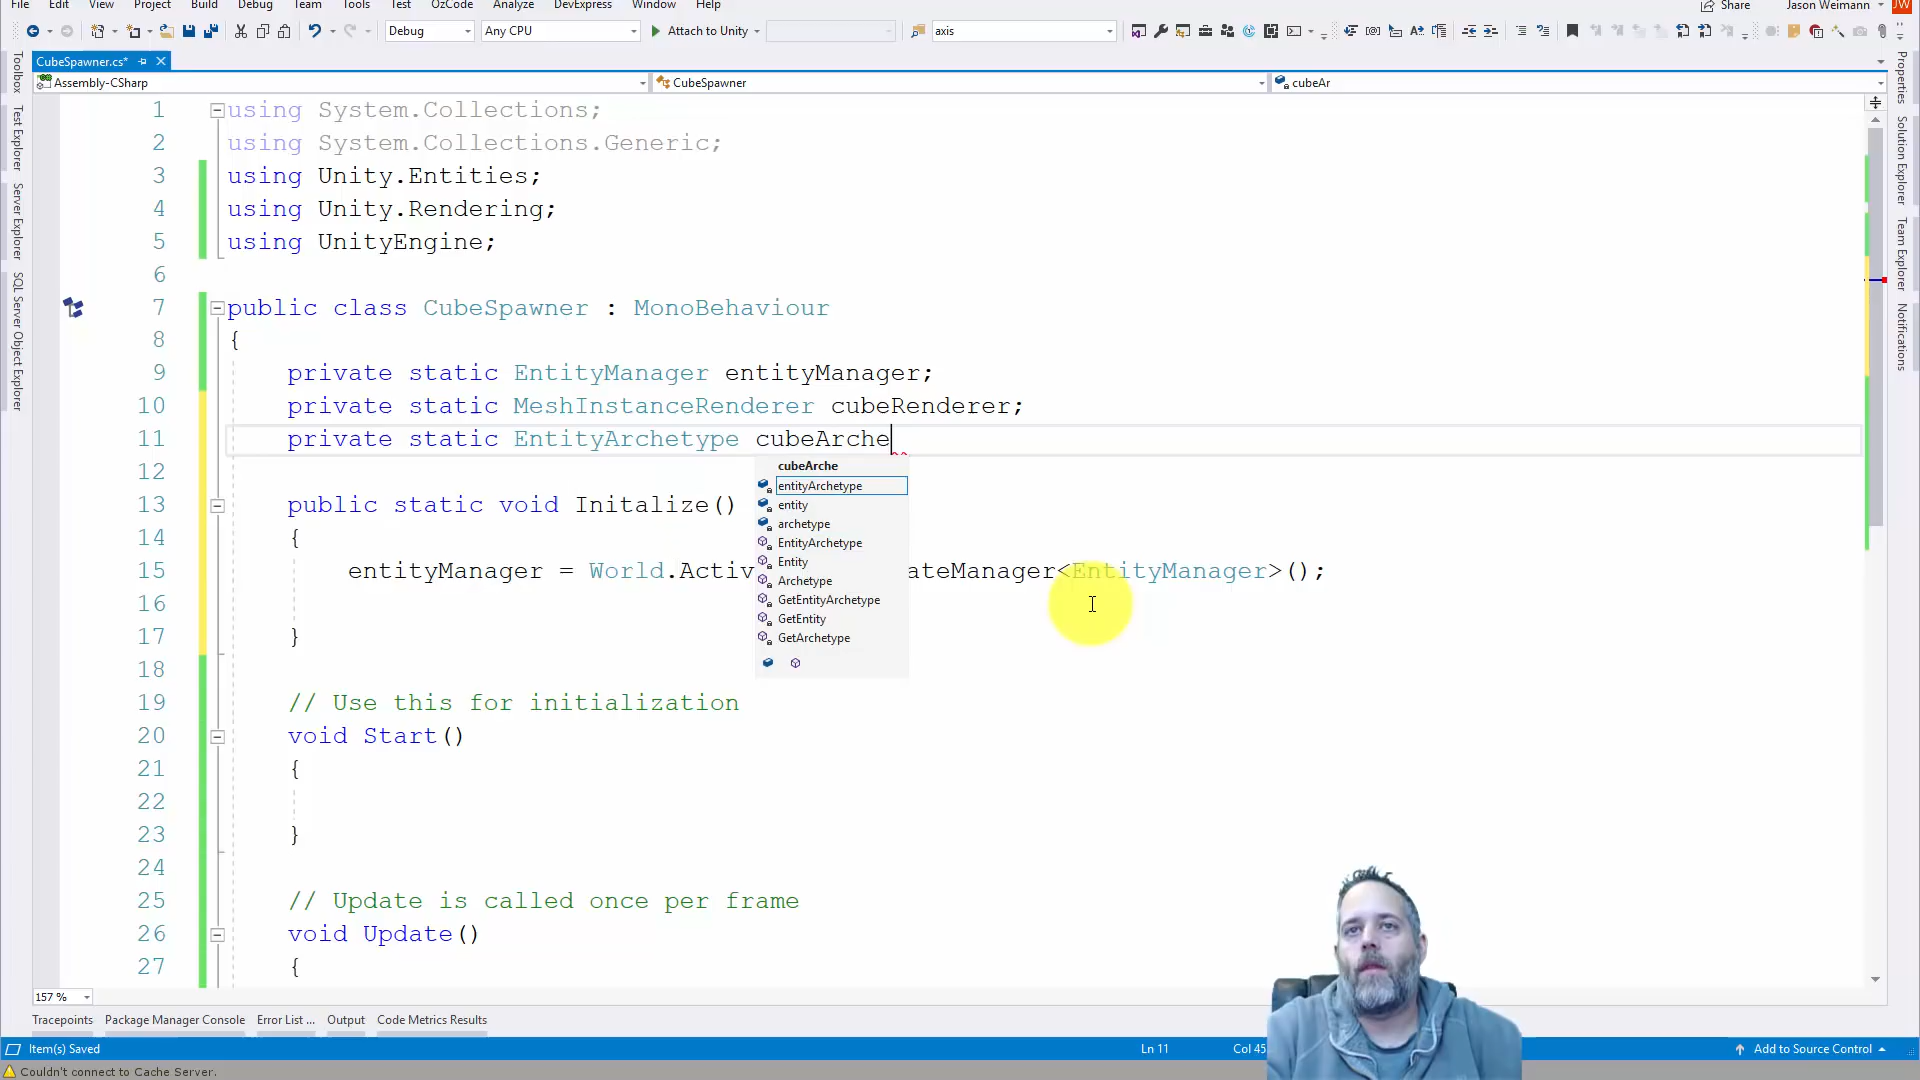 File Edit View Project Build Debug Team Tools Test OzCode Analyze DevExpress Window Help Share Jason Weimann JW
Debug Any CPU Attach to Unity axis
CubeSpawner.cs*
Assembly-CSharp CubeSpawner cubeAr
Toolbox
Test Explorer
Server Explorer
SQL Server Object Explorer
1 using System.Collections;
2 using System.Collections.Generic;
3 using Unity.Entities;
4 using Unity.Rendering;
5 using UnityEngine;
6
7 public class CubeSpawner : MonoBehaviour
8 {
9 private static EntityManager entityManager;
10 private static MeshInstanceRenderer cubeRenderer;
11 private static EntityArchetype cubeArche
12
13 public static void Initalize()
14 {
15 entityManager = World.Activ ateManager<EntityManager>();
16
17 }
18
19 // Use this for initialization
20 void Start()
21 {
22
23 }
24
25 // Update is called once per frame
26 void Update()
27 {
cubeArche
entityArchetype
entity
archetype
EntityArchetype
Entity
Archetype
GetEntityArchetype
GetEntity
GetArchetype
Properties
Solution Explorer
Team Explorer
Notifications
157 %
Tracepoints Package Manager Console Error List ... Output Code Metrics Results
Item(s) Saved Ln 11 Col 45 Add to Source Control
Couldn't connect to Cache Server.